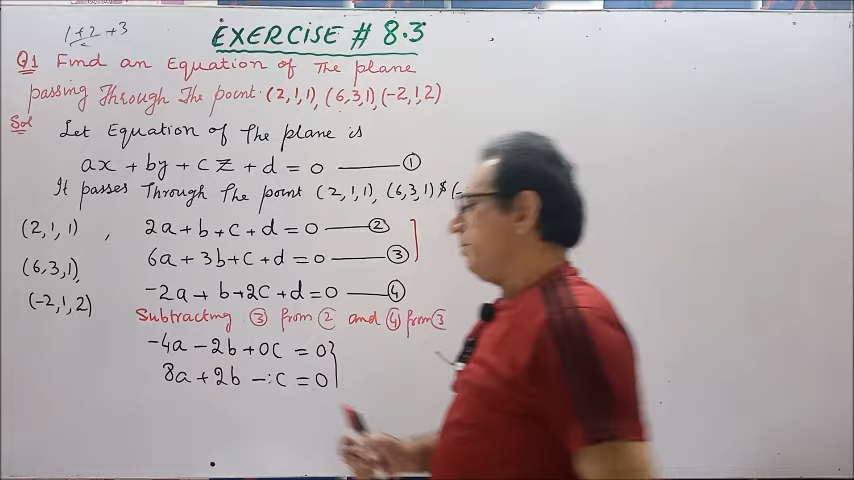 1+2+3
EXERCISE # 8.3
Q1 Find an Equation of The plane
passing Through The point (2,1,1), (6,3,1), (-2,1,2)
Sol Let Equation of The plane is
ax + by + cz + d = 0 ——— ①
It passes Through The point (2,1,1), (6,3,1) & (-
(2,1,1), 2a+b+c+d=0 —— ②
(6,3,1), 6a+3b+c+d=0 —— ③
(-2,1,2) -2a+b+2c+d=0 —— ④
Subtracting ③ from ② and ④ from ③
-4a-2b+0c=0
8a+2b-c=0